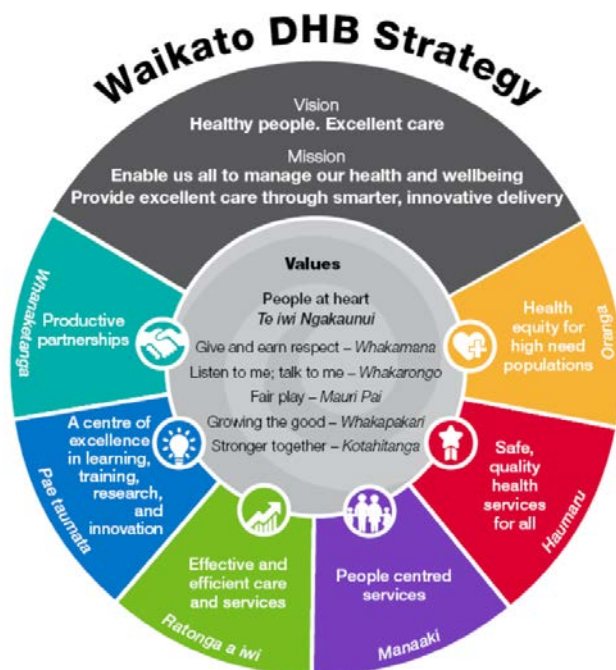 Waikato DHB Strategy
Vision
Healthy people. Excellent care
Mission
Enable us all to manage our health and wellbeing
Provide excellent care through smarter, innovative delivery
Values
People at heart
Te iwi Ngakaunui
Give and earn respect – Whakamana
Listen to me; talk to me – Whakarongo
Fair play – Mauri Pai
Growing the good – Whakapakari
Stronger together – Kotahitanga
Oranga
Health
equity for
high need
populations
Haumaru
Safe,
quality
health
services
for all
Manaaki
People centred
services
Ratonga a iwi
Effective and
efficient care
and services
Pae taumata
A centre of
excellence
in learning,
training,
research,
and
innovation
Whanaketanga
Productive
partnerships